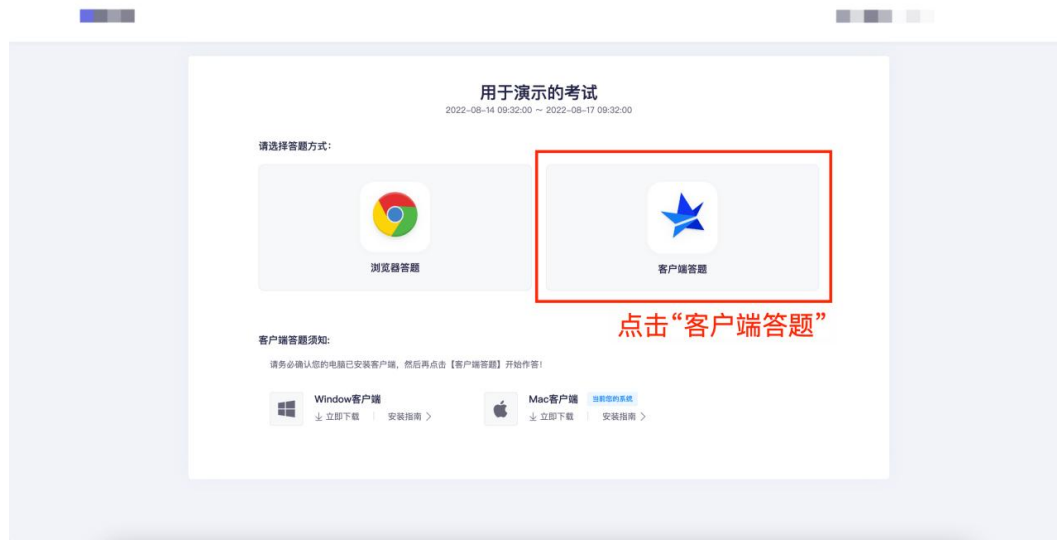 用于演示的考试
2022-08-14 09:32:00 ~ 2022-08-17 09:32:00
请选择答题方式：
浏览器答题
客户端答题
点击“客户端答题”
客户端答题须知:
请务必确认您的电脑已安装客户端，然后再点击【客户端答题】开始作答！
Window客户端
立即下载 安装指南
Mac客户端 当前您的系统
立即下载 安装指南